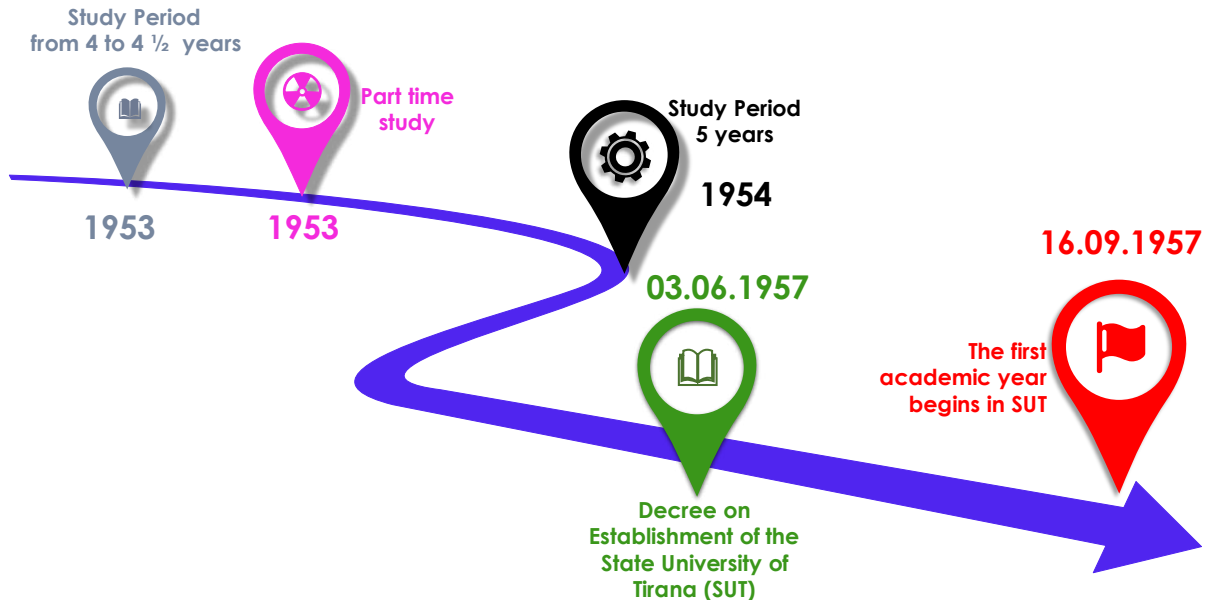 Study Period
from 4 to 4 ½ years
1953
Part time
study
1953
Study Period
5 years
1954
03.06.1957
Decree on
Establishment of the
State University of
Tirana (SUT)
16.09.1957
The first
academic year
begins in SUT